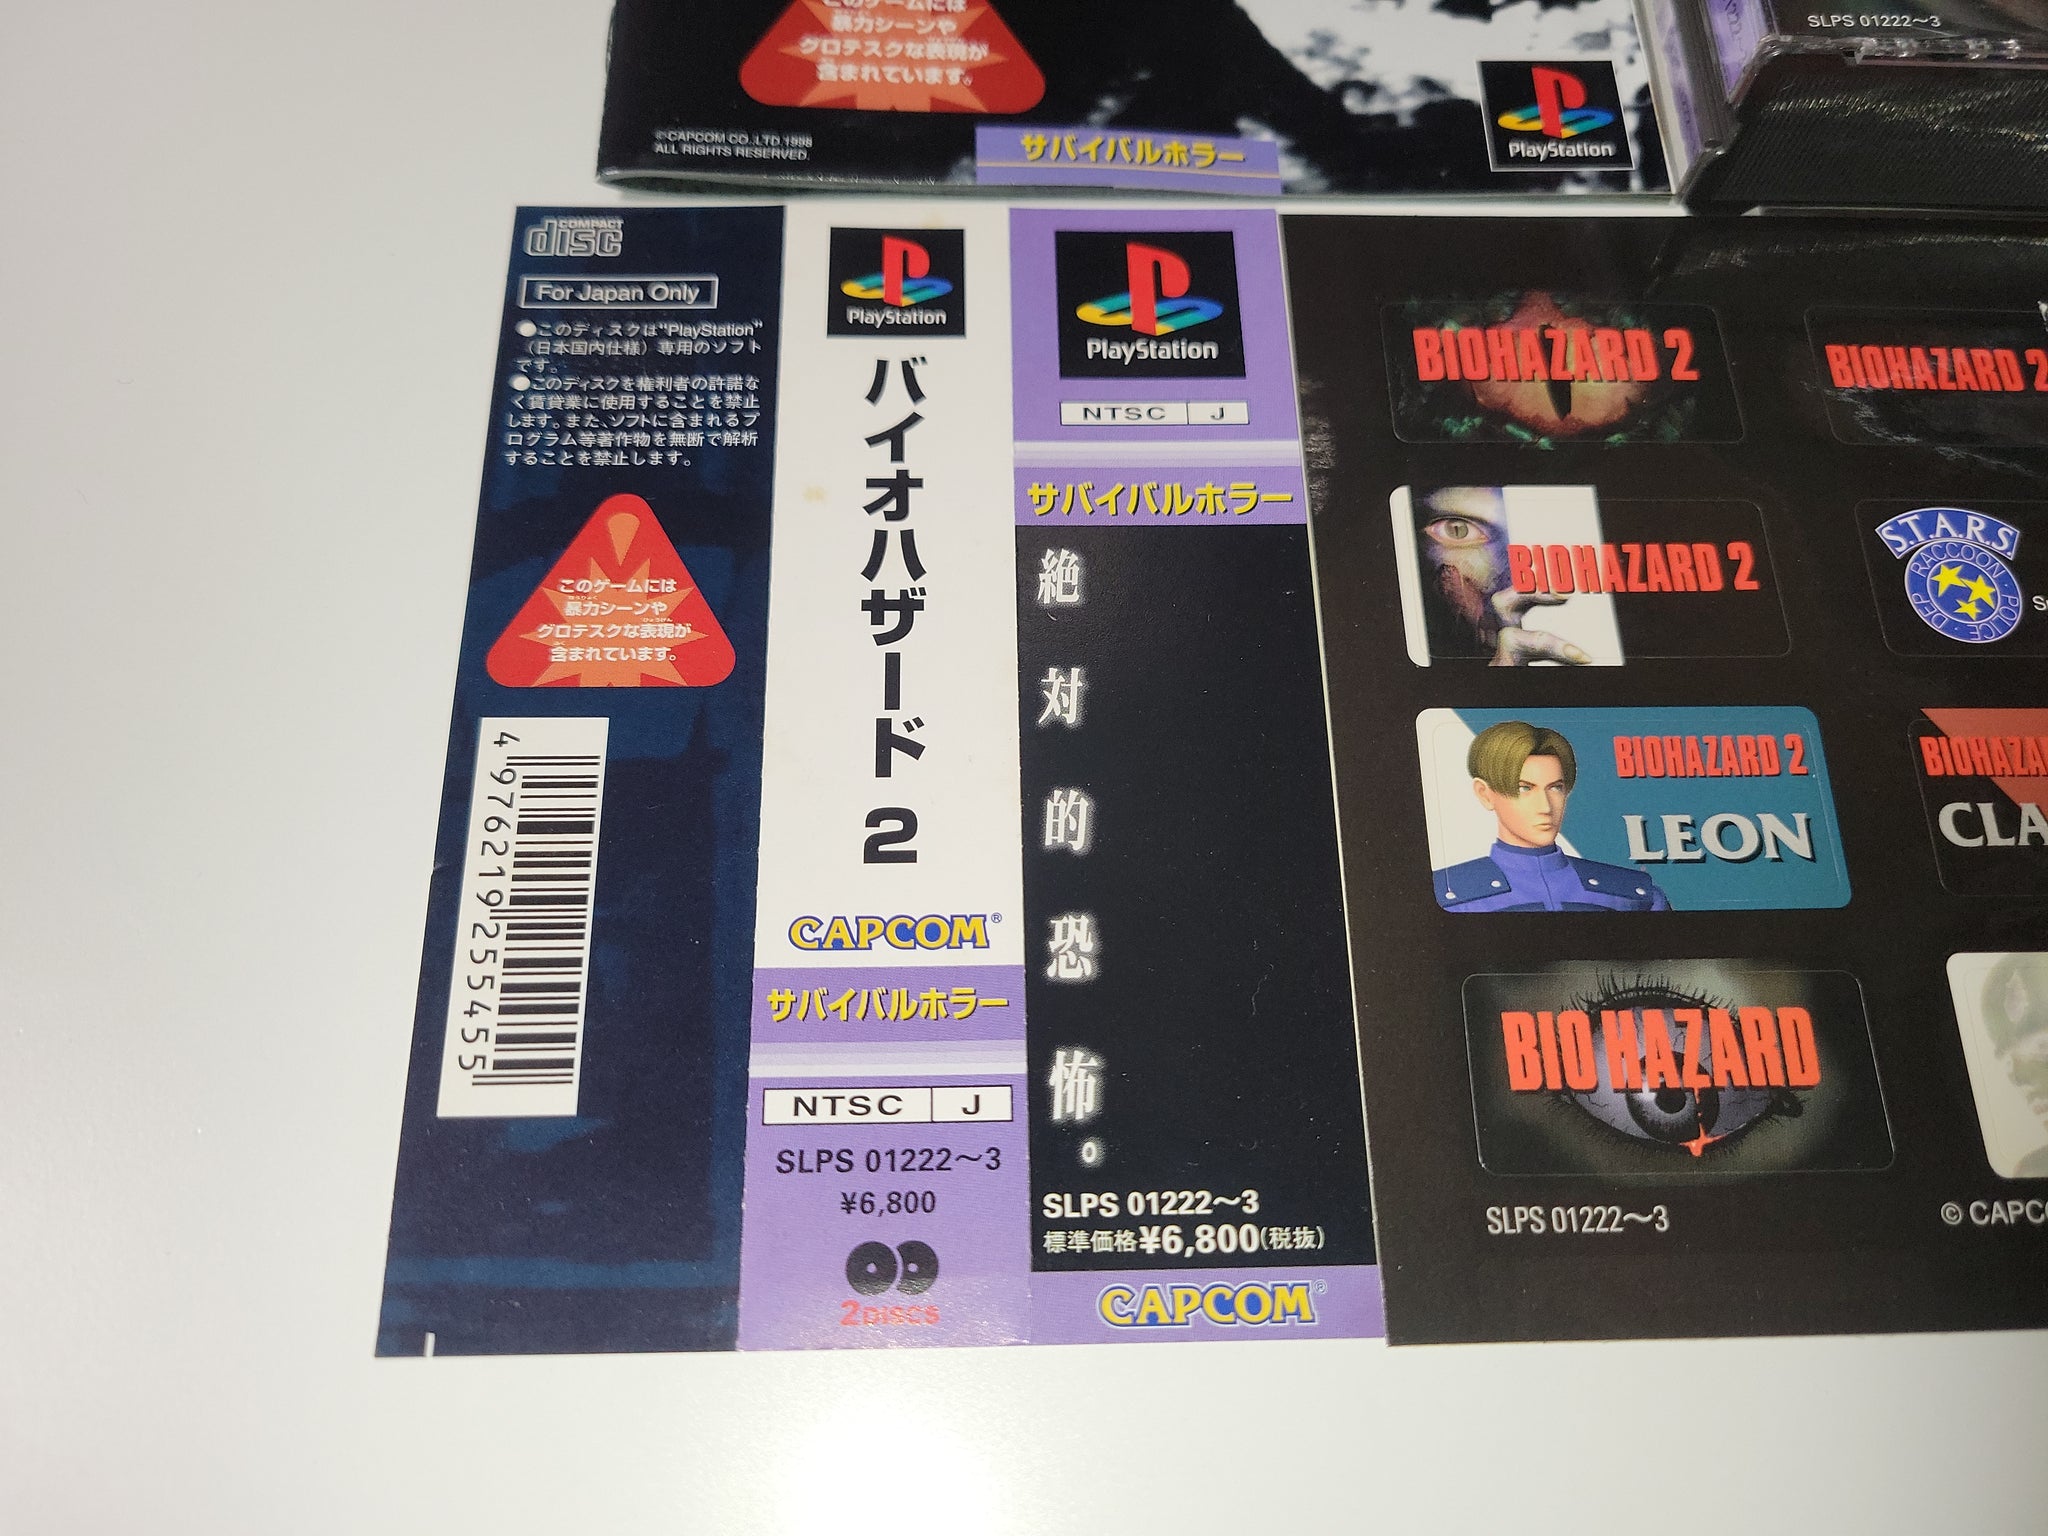 このゲームには
暴力シーンや
グロテスクな表現が
含まれています。
©CAPCOM CO.,LTD.1998
ALL RIGHTS RESERVED.
サバイバルホラー
PlayStation
SLPS 01222〜3
COMPACT
disc
For Japan Only
●このディスクは"PlayStation"
(日本国内仕様)専用のソフト
です。
●このディスクを権利者の許諾な
く賃貸業に使用することを禁止
します。また、ソフトに含まれるプ
ログラム等著作物を無断で解析
することを禁止します。
このゲームには
暴力シーンや
グロテスクな表現が
含まれています。
4976219255455
PlayStation
バイオハザード 2
CAPCOM®
サバイバルホラー
NTSC J
SLPS 01222〜3
¥6,800
2DISCS
PlayStation
NTSC J
サバイバルホラー
絶対的恐怖。
SLPS 01222〜3
標準価格¥6,800(税抜)
CAPCOM®
BIOHAZARD 2
BIOHAZARD 2
BIOHAZARD 2
S.T.A.R.S.
RACCOON POLICE DEP
BIOHAZARD 2
LEON
BIOHAZA
CLA
BIOHAZARD
SLPS 01222〜3
© CAPCO